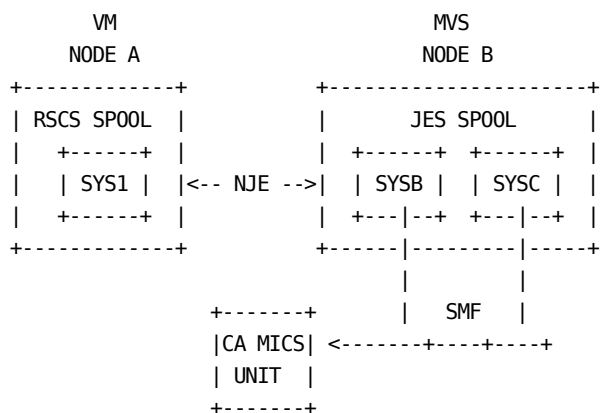 VM MVS
NODE A NODE B
RSCS SPOOL JES SPOOL
SYS1 <-- NJE --> SYSB SYSC
SMF
CA MICS
UNIT